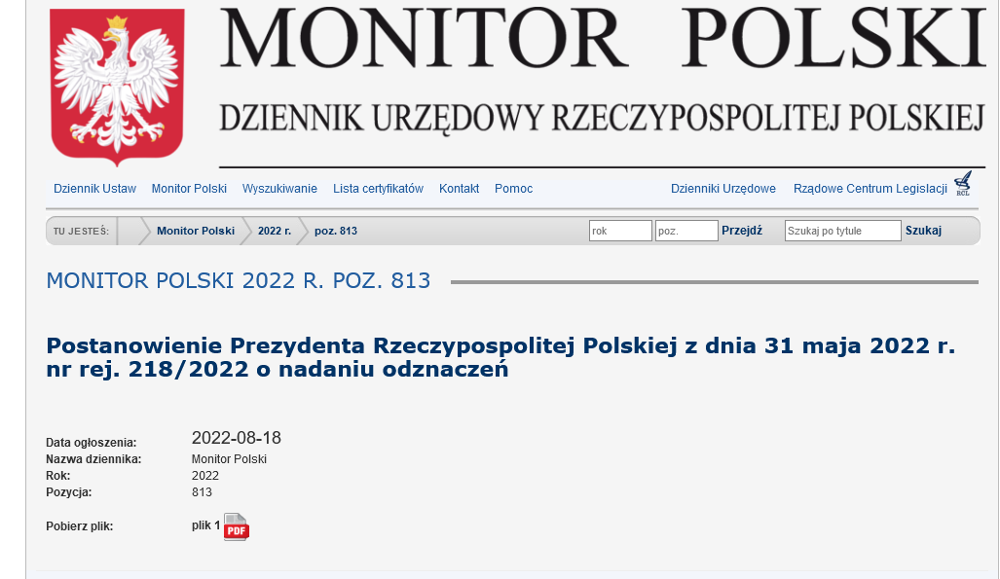 MONITOR POLSKI
DZIENNIK URZĘDOWY RZECZYPOSPOLITEJ POLSKIEJ
Dziennik Ustaw Monitor Polski Wyszukiwanie Lista certyfikatów Kontakt Pomoc Dzienniki Urzędowe Rządowe Centrum Legislacji RCL
TU JESTEŚ: Monitor Polski 2022 r. poz. 813 rok poz. Przejdź Szukaj po tytule Szukaj
MONITOR POLSKI 2022 R. POZ. 813
Postanowienie Prezydenta Rzeczypospolitej Polskiej z dnia 31 maja 2022 r.
nr rej. 218/2022 o nadaniu odznaczeń
Data ogłoszenia: 2022-08-18
Nazwa dziennika: Monitor Polski
Rok: 2022
Pozycja: 813
Pobierz plik: plik 1 PDF